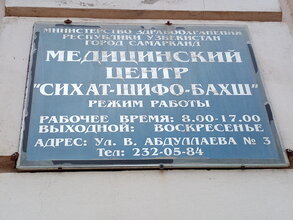 МИНИСТЕРСТВО ЗДРАВООХРАНЕНИЯ
РЕСПУБЛИКИ УЗБЕКИСТАН
ГОРОД САМАРКАНД
МЕДИЦИНСКИЙ
ЦЕНТР
"СИХАТ-ШИФО-БАХШ"
РЕЖИМ РАБОТЫ
РАБОЧЕЕ ВРЕМЯ: 8.00-17.00
ВЫХОДНОЙ: ВОСКРЕСЕНЬЕ
АДРЕС: Ул. В. АБДУЛЛАЕВА № 3
Тел: 232-05-84